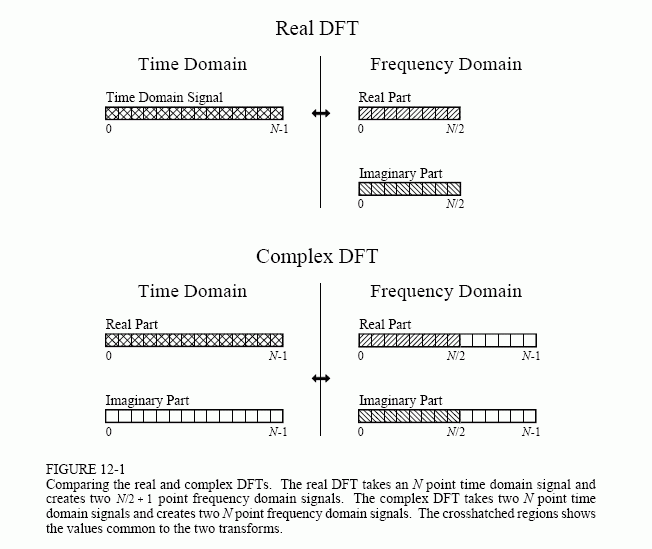 Real DFT
Time Domain
Frequency Domain
Time Domain Signal
Real Part
0
N-1
0
N/2
Imaginary Part
0
N/2
Complex DFT
Time Domain
Frequency Domain
Real Part
Real Part
0
N-1
0
N/2
N-1
Imaginary Part
Imaginary Part
0
N-1
0
N/2
N-1
FIGURE 12-1
Comparing the real and complex DFTs. The real DFT takes an N point time domain signal and
creates two N/2 + 1 point frequency domain signals. The complex DFT takes two N point time
domain signals and creates two N point frequency domain signals. The crosshatched regions shows
the values common to the two transforms.